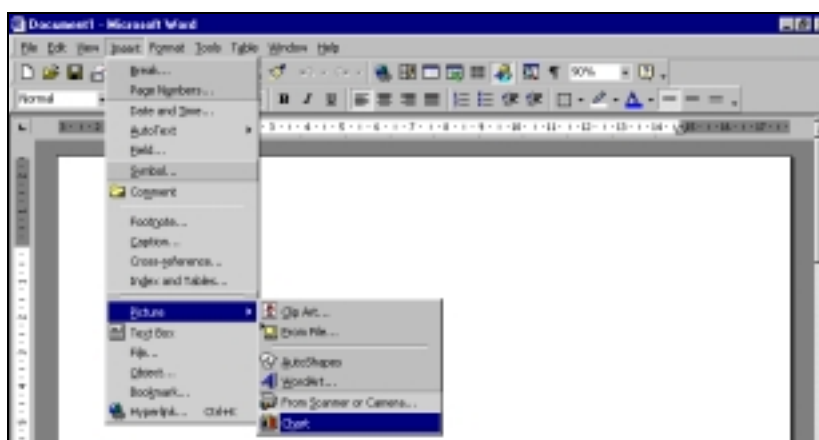 Document1 - Microsoft Word
File Edit View Insert Format Tools Table Window Help
90%
Normal
B I U
Break...
Page Numbers...
Date and Time...
AutoText
Field...
Symbol...
Comment
Footnote...
Caption...
Cross-reference...
Index and Tables...
Picture
Text Box
File...
Object...
Bookmark...
Hyperlink... Ctrl+K
Clip Art...
From File...
AutoShapes
WordArt...
From Scanner or Camera...
Chart